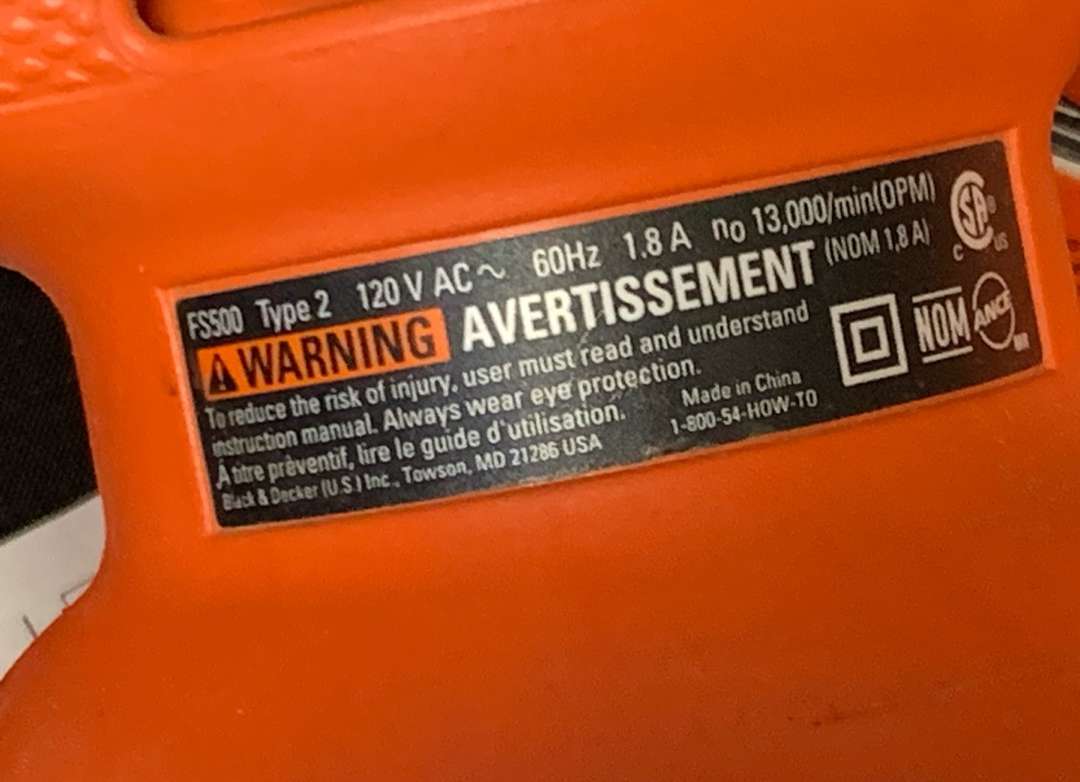 FS500 Type 2 120 V AC ~ 60Hz 1.8 A no 13,000/min(OPM)
WARNING AVERTISSEMENT (NOM 1,8 A)
To reduce the risk of injury, user must read and understand
instruction manual. Always wear eye protection.
À titre préventif, lire le guide d'utilisation.
Made in China
Black & Decker (U.S.) Inc., Towson, MD 21286 USA
1-800-54-HOW-TO
CSA®
C US
NOM
ANCE
MR